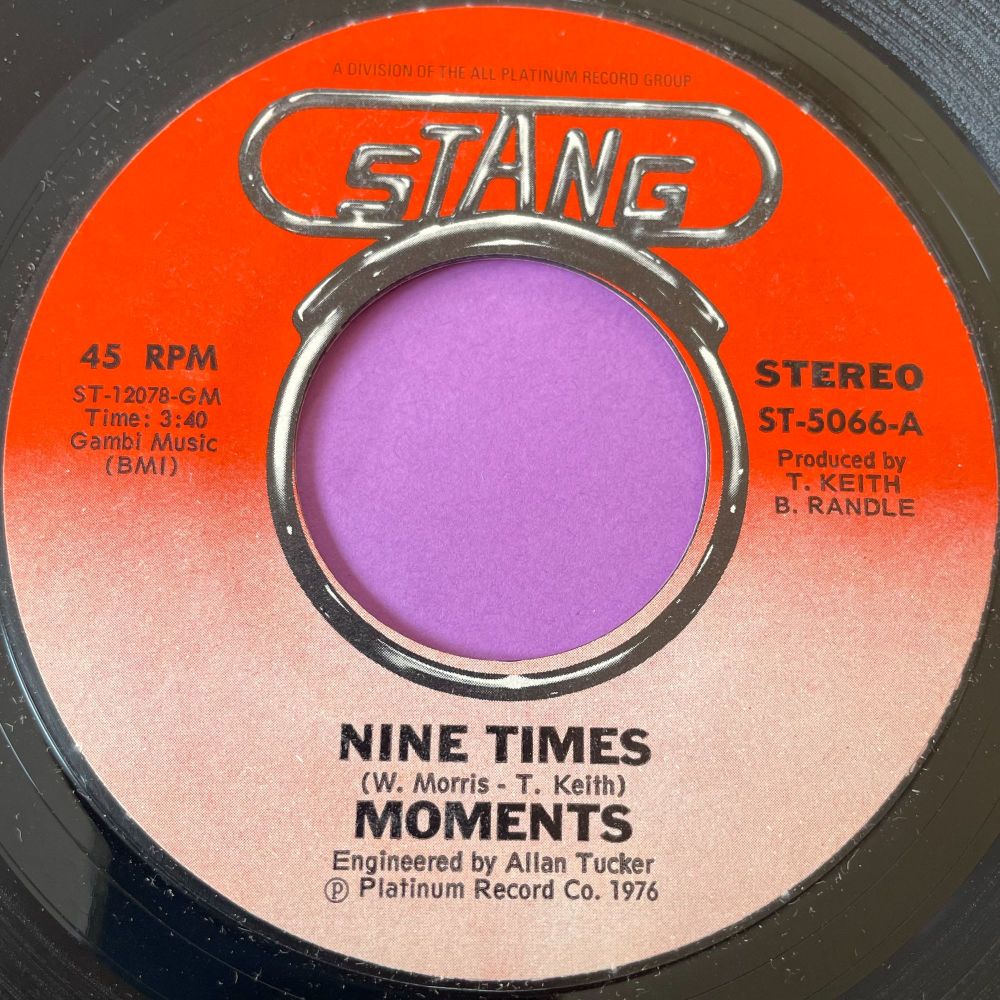 A DIVISION OF THE ALL PLATINUM RECORD GROUP
STANG
45 RPM
ST-12078-GM
Time: 3:40
Gambi Music
(BMI)
STEREO
ST-5066-A
Produced by
T. KEITH
B. RANDLE
NINE TIMES
(W. Morris - T. Keith)
MOMENTS
Engineered by Allan Tucker
℗ Platinum Record Co. 1976